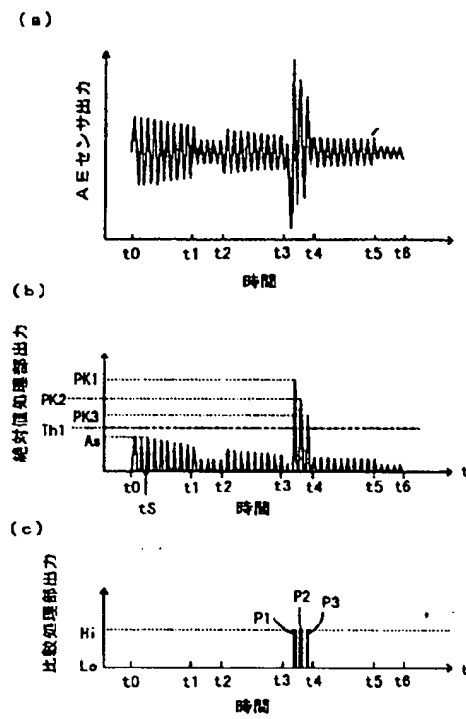 (a)
AEセンサ出力
t0 t1 t2 t3 t4 t5 t6
時間
(b)
絶対値処理部出力
PK1
PK2
PK3
Th1
As
t0 t1 t2 t3 t4 t5 t6 t
tS
時間
(c)
比較処理部出力
P1 P2 P3
Hi
Lo
t0 t1 t2 t3 t4 t5 t6 t
時間